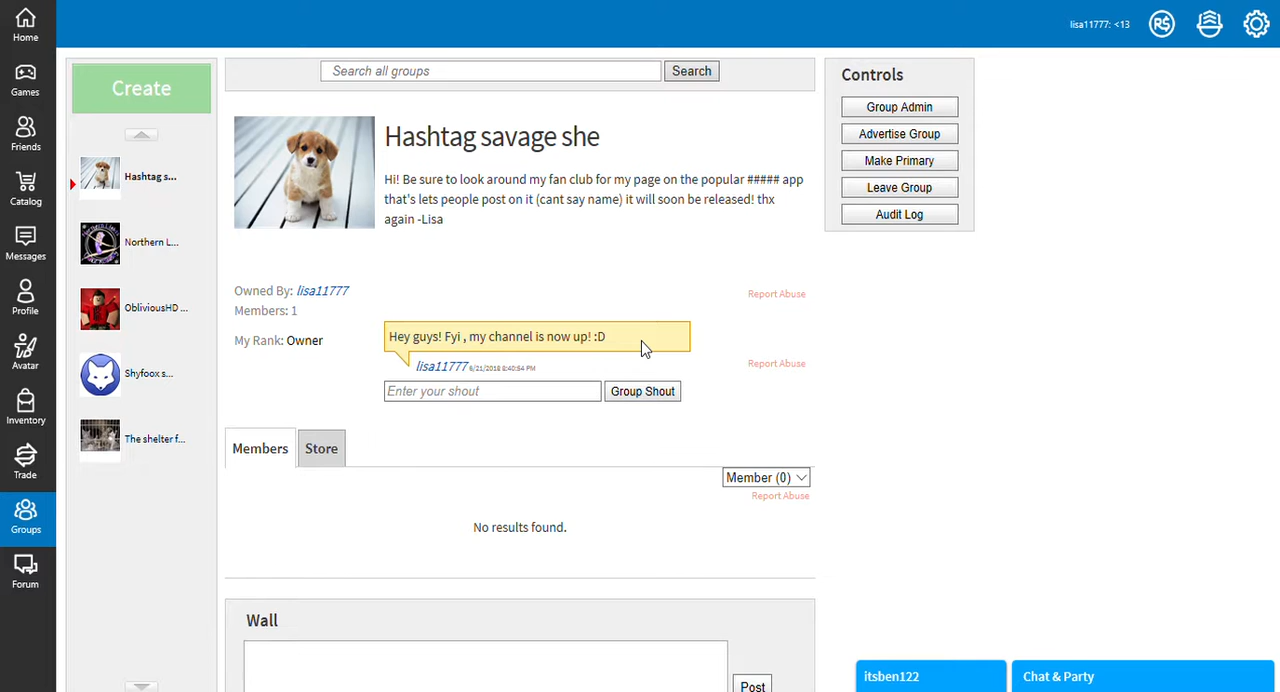 lisa11777: <13
R$
Home
Games
Friends
Catalog
Messages
Profile
Avatar
Inventory
Trade
Groups
Forum
Create
Hashtag s...
Northern L...
ObliviousHD ...
Shyfoox s...
The shelter f...
Search all groups
Search
Hashtag savage she
Hi! Be sure to look around my fan club for my page on the popular ##### app
that's lets people post on it (cant say name) it will soon be released! thx
again -Lisa
Owned By: lisa11777
Report Abuse
Members: 1
My Rank: Owner
Hey guys! Fyi , my channel is now up! :D
lisa11777 6/21/2018 8:40:54 PM
Report Abuse
Enter your shout
Group Shout
Members
Store
Member (0)
Report Abuse
No results found.
Wall
Post
Controls
Group Admin
Advertise Group
Make Primary
Leave Group
Audit Log
itsben122
Chat & Party